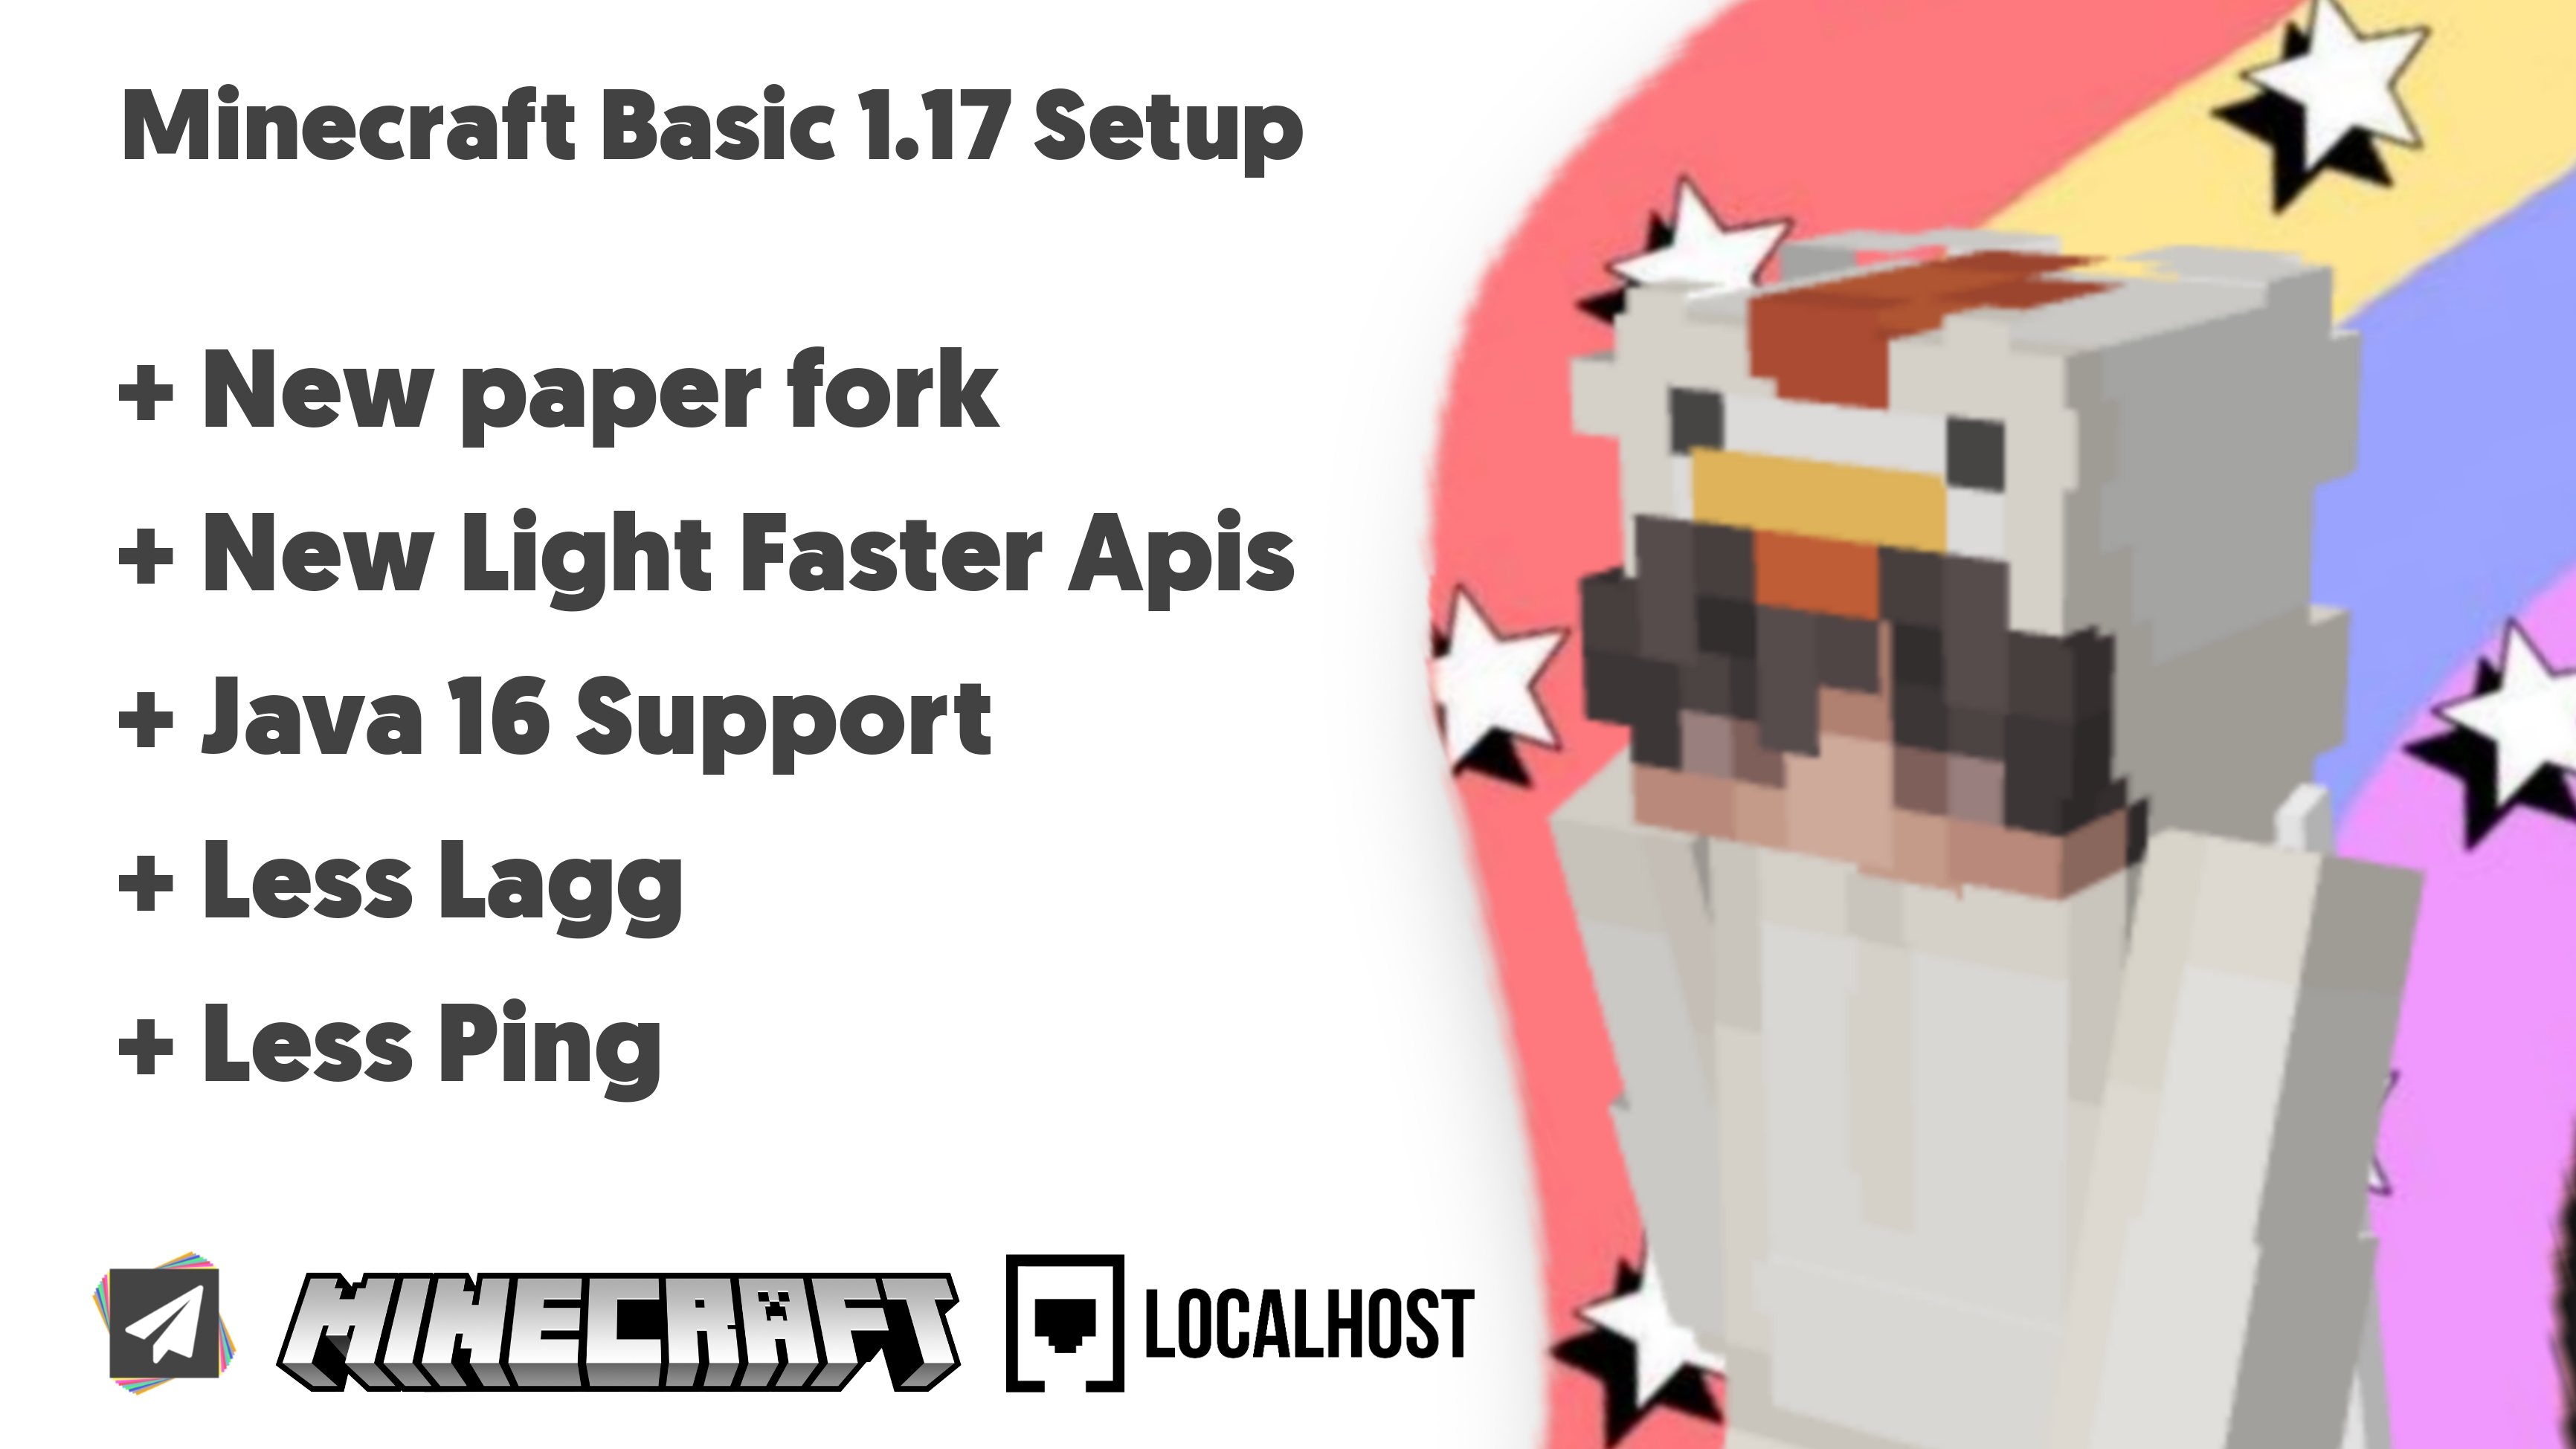 Minecraft Basic 1.17 Setup
+ New paper fork
+ New Light Faster Apis
+ Java 16 Support
+ Less Lagg
+ Less Ping
MINECRAFT
LOCALHOST